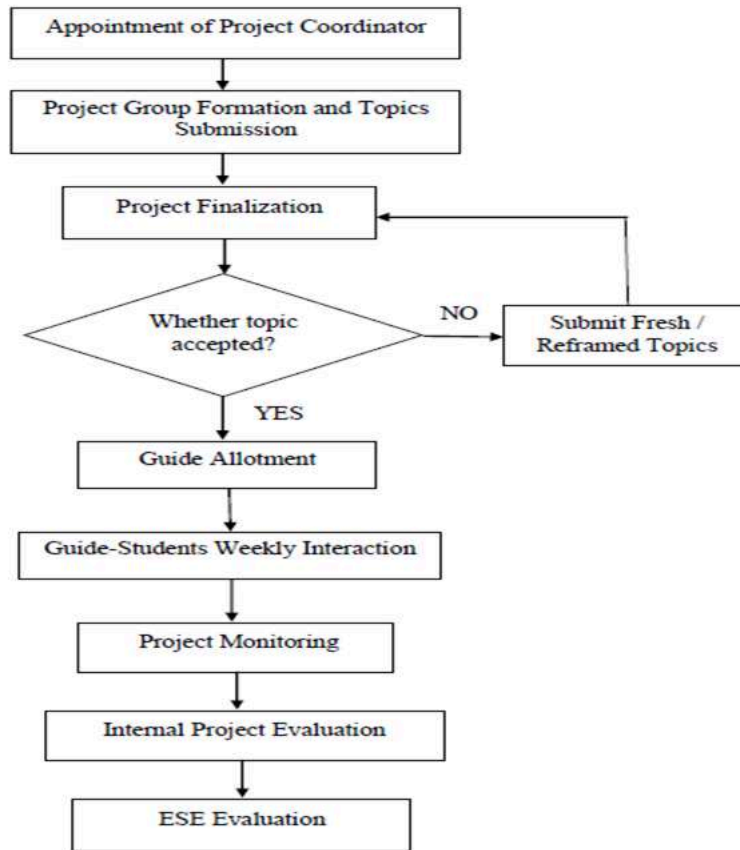 Appointment of Project Coordinator
Project Group Formation and Topics
Submission
Project Finalization
Whether topic
accepted?
NO
Submit Fresh /
Reframed Topics
YES
Guide Allotment
Guide-Students Weekly Interaction
Project Monitoring
Internal Project Evaluation
ESE Evaluation